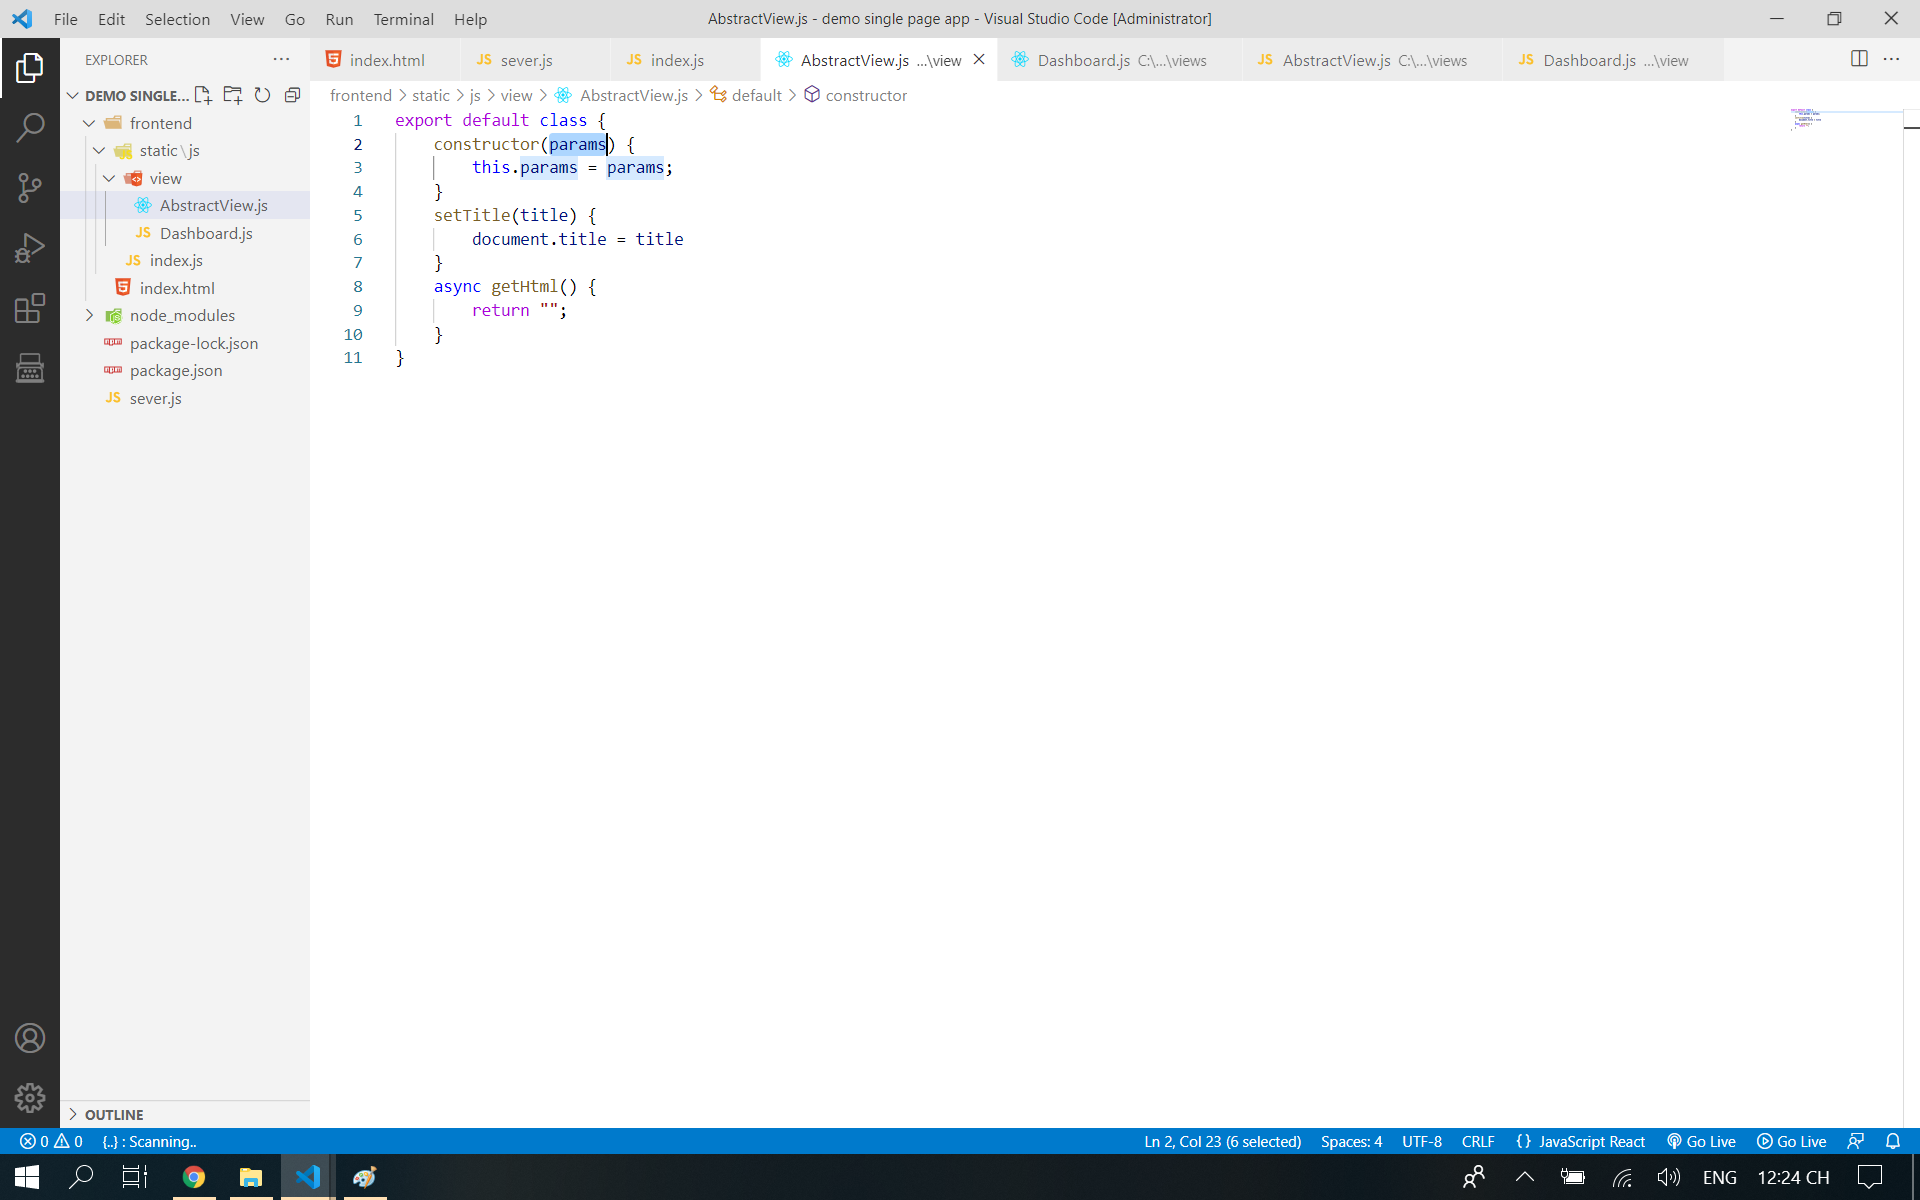 File Edit Selection View Go Run Terminal Help
AbstractView.js - demo single page app - Visual Studio Code [Administrator]
EXPLORER
index.html
JS sever.js
JS index.js
AbstractView.js ...\view
Dashboard.js C:\...\views
JS AbstractView.js C:\...\views
JS Dashboard.js ...\view
DEMO SINGLE...
frontend > static > js > view > AbstractView.js > default > constructor
frontend
static\js
view
AbstractView.js
JS Dashboard.js
JS index.js
index.html
node_modules
package-lock.json
package.json
JS sever.js
1 export default class {
2 constructor(params) {
3 this.params = params;
4 }
5 setTitle(title) {
6 document.title = title
7 }
8 async getHtml() {
9 return "";
10 }
11 }
OUTLINE
0 0 {..} : Scanning..
Ln 2, Col 23 (6 selected) Spaces: 4 UTF-8 CRLF {} JavaScript React Go Live Go Live
ENG 12:24 CH